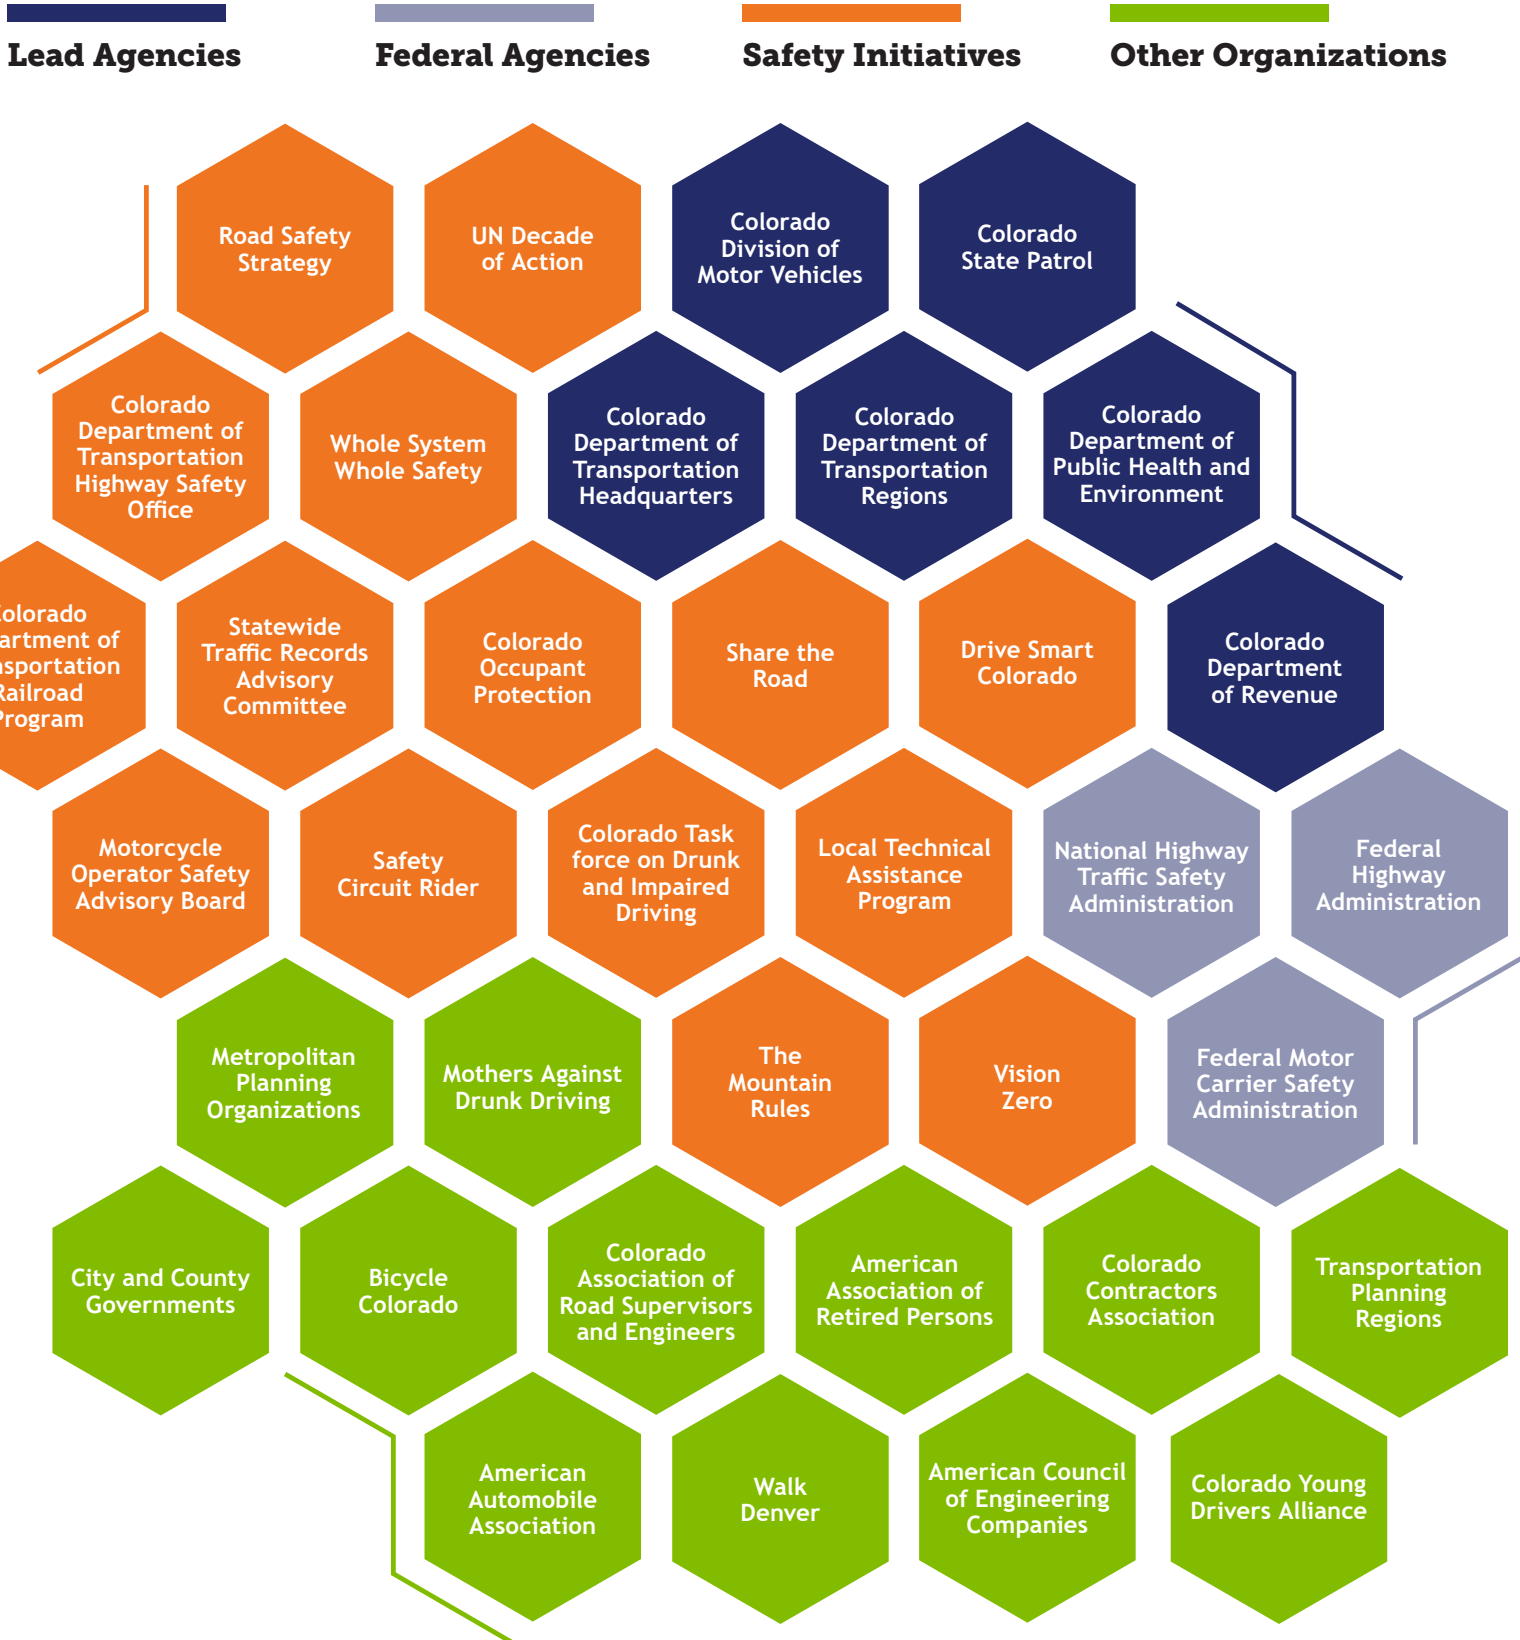 Lead Agencies
Federal Agencies
Safety Initiatives
Other Organizations
Road Safety
Strategy
UN Decade
of Action
Colorado
Division of
Motor Vehicles
Colorado
State Patrol
Colorado
Department of
Transportation
Highway Safety
Office
Whole System
Whole Safety
Colorado
Department of
Transportation
Headquarters
Colorado
Department of
Transportation
Regions
Colorado
Department of
Public Health and
Environment
Colorado
artment of
nsportation
Railroad
Program
Statewide
Traffic Records
Advisory
Committee
Colorado
Occupant
Protection
Share the
Road
Drive Smart
Colorado
Colorado
Department
of Revenue
Motorcycle
Operator Safety
Advisory Board
Safety
Circuit Rider
Colorado Task
force on Drunk
and Impaired
Driving
Local Technical
Assistance
Program
National Highway
Traffic Safety
Administration
Federal
Highway
Administration
Metropolitan
Planning
Organizations
Mothers Against
Drunk Driving
The
Mountain
Rules
Vision
Zero
Federal Motor
Carrier Safety
Administration
City and County
Governments
Bicycle
Colorado
Colorado
Association of
Road Supervisors
and Engineers
American
Association of
Retired Persons
Colorado
Contractors
Association
Transportation
Planning
Regions
American
Automobile
Association
Walk
Denver
American Council
of Engineering
Companies
Colorado Young
Drivers Alliance